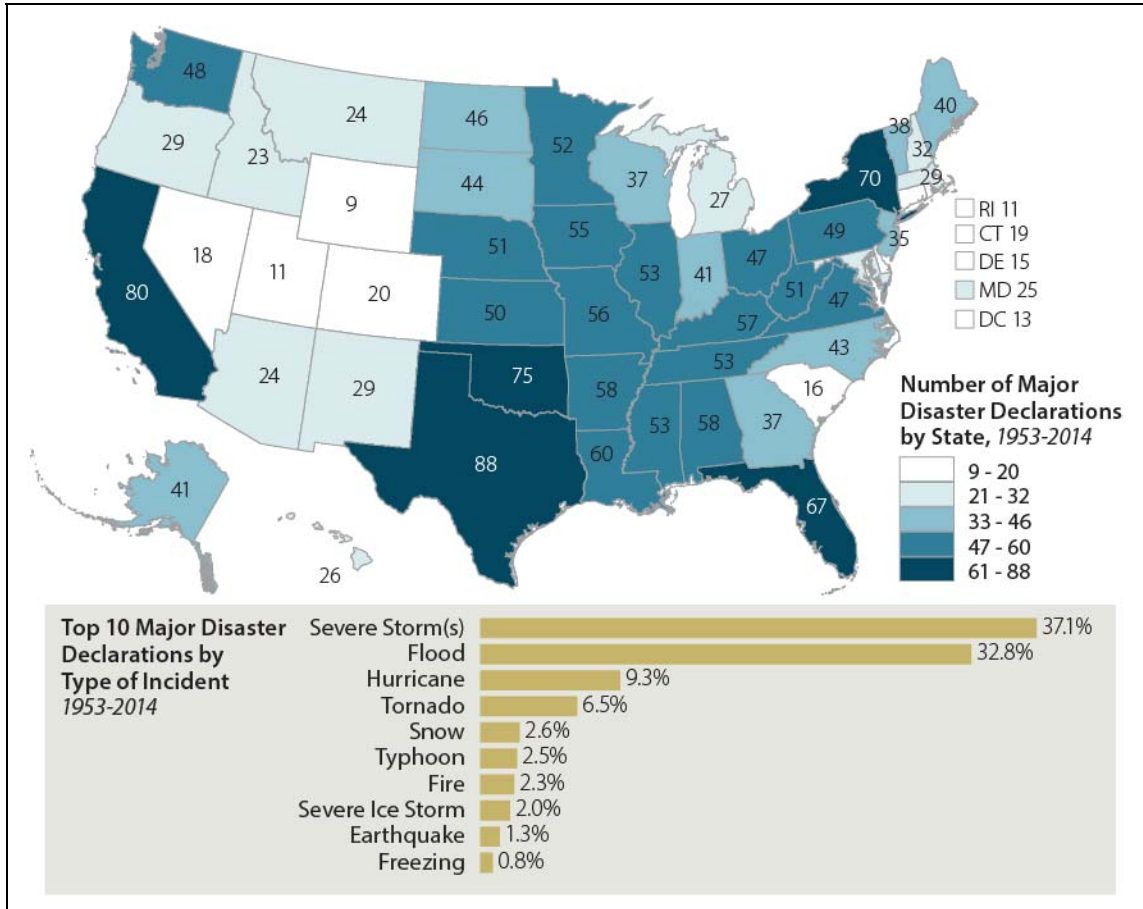 48
24
46
52
40
38
32
29
23
29
9
44
37
27
70
RI 11
CT 19
DE 15
MD 25
DC 13
18
11
20
51
55
53
41
47
49
35
80
50
56
57
51
47
24
29
75
58
53
43
16
88
60
53
58
37
67
41
26
Number of Major
Disaster Declarations
by State, 1953-2014
9 - 20
21 - 32
33 - 46
47 - 60
61 - 88
Top 10 Major Disaster
Declarations by
Type of Incident
1953-2014
Severe Storm(s) 37.1%
Flood 32.8%
Hurricane 9.3%
Tornado 6.5%
Snow 2.6%
Typhoon 2.5%
Fire 2.3%
Severe Ice Storm 2.0%
Earthquake 1.3%
Freezing 0.8%